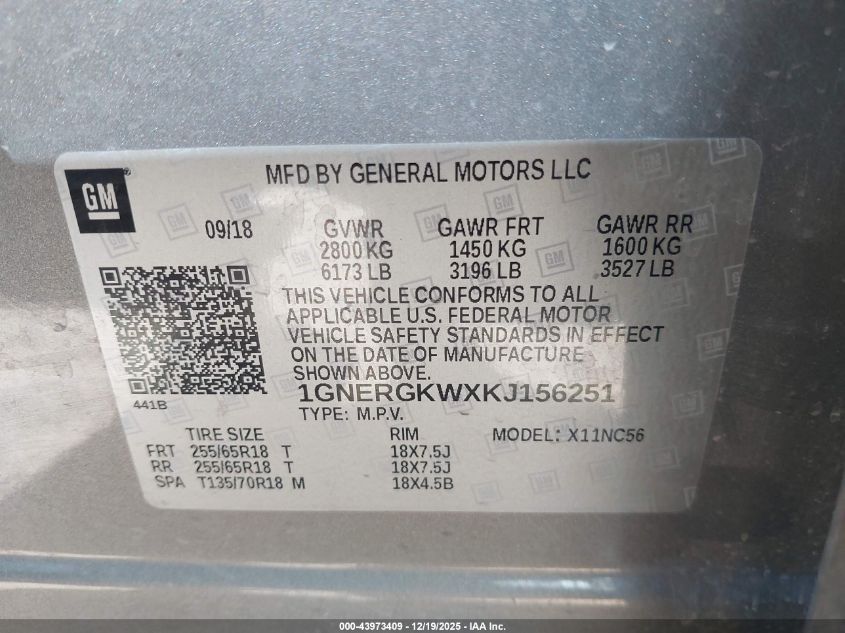 MFD BY GENERAL MOTORS LLC
GM
09/18 GVWR GAWR FRT GAWR RR
2800 KG 1450 KG 1600 KG
6173 LB 3196 LB 3527 LB
THIS VEHICLE CONFORMS TO ALL
APPLICABLE U.S. FEDERAL MOTOR
VEHICLE SAFETY STANDARDS IN EFFECT
ON THE DATE OF MANUFACTURE
SHOWN ABOVE.
1GNERGKWXKJ156251
441B
TYPE: M.P.V.
TIRE SIZE RIM MODEL: X11NC56
FRT 255/65R18 T 18X7.5J
RR 255/65R18 T 18X7.5J
SPA T135/70R18 M 18X4.5B
000-43973409 - 12/19/2025 - IAA Inc.